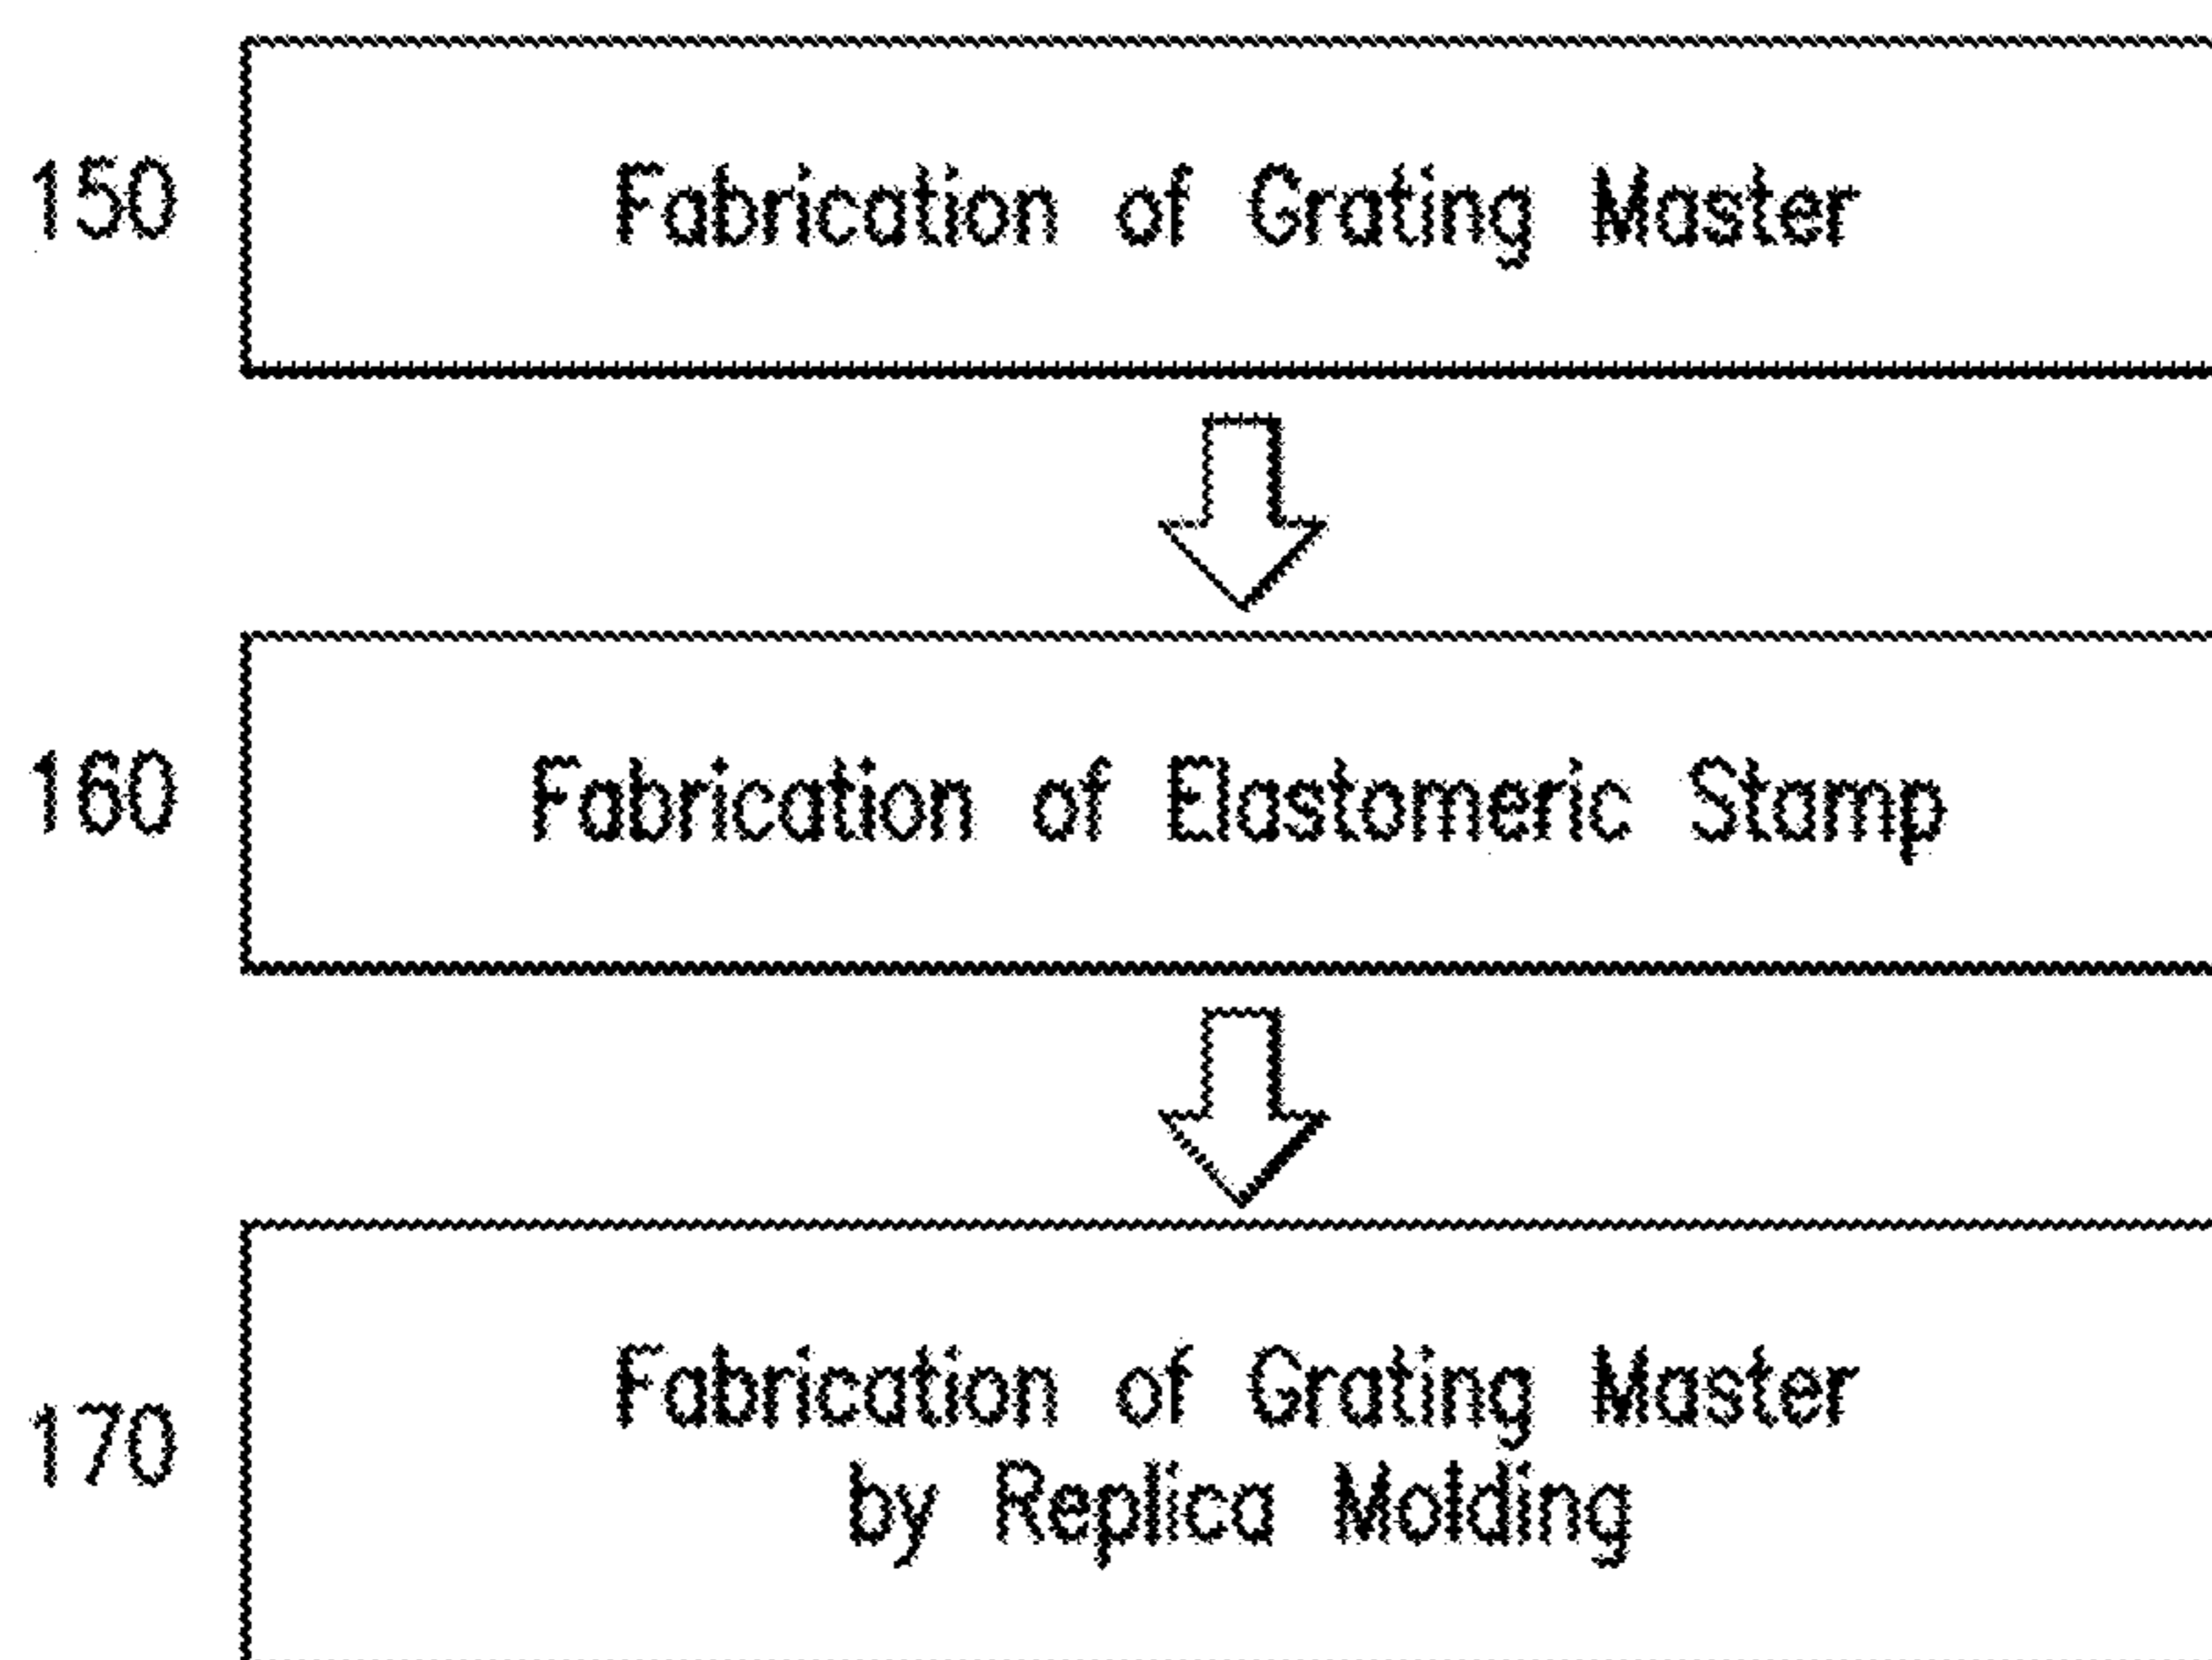 150
Fabrication of Grating Master
160
Fabrication of Elastomeric Stamp
170
Fabrication of Grating Master
by Replica Molding